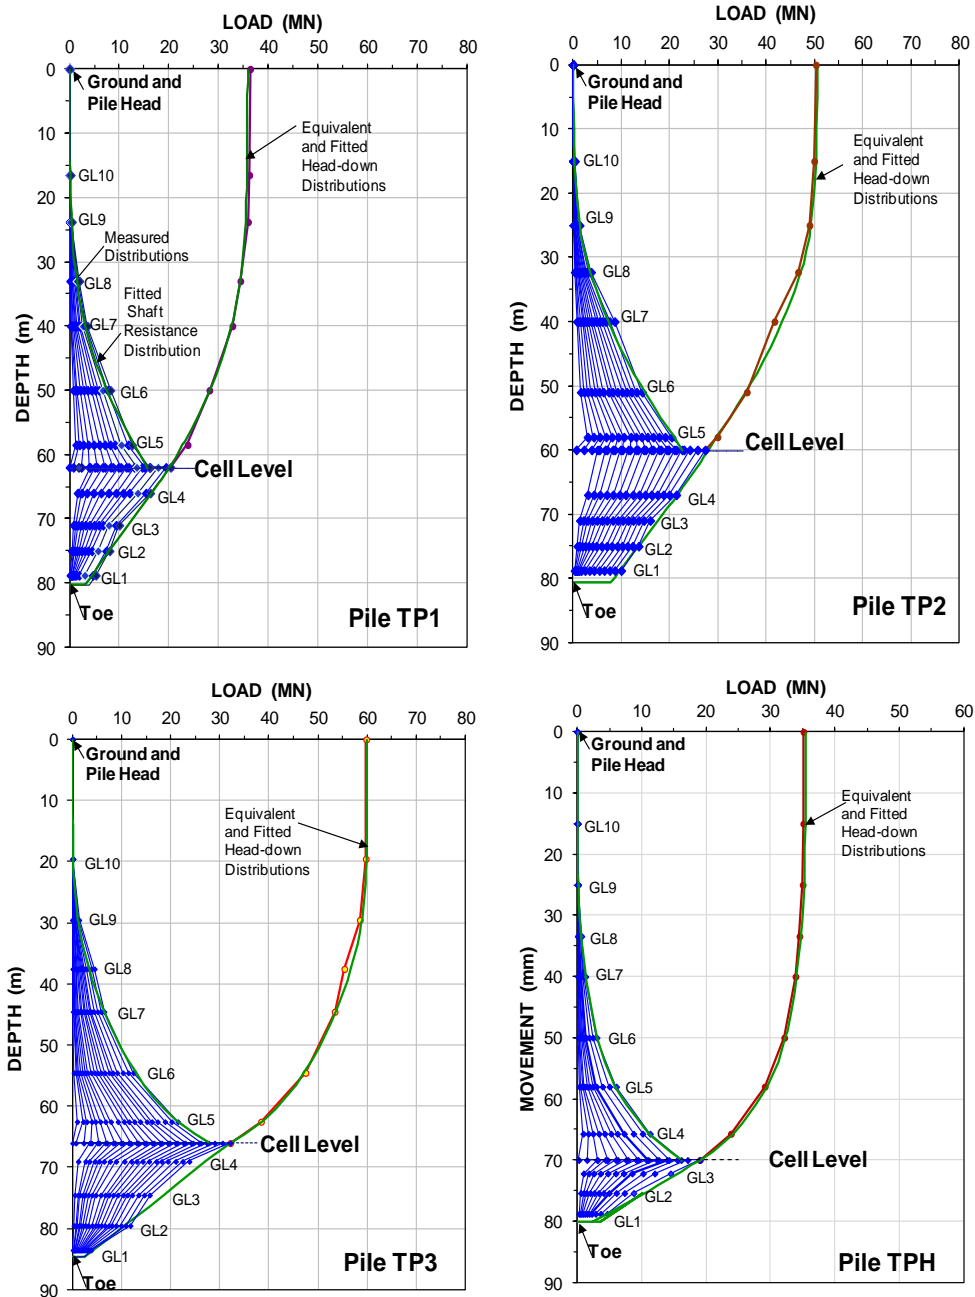 LOAD (MN)
0 10 20 30 40 50 60 70 80
0
10
20
30
40
50
60
70
80
90
DEPTH (m)
Ground and
Pile Head
Equivalent
and Fitted
Head-down
Distributions
GL10
GL9
Measured
Distributions
GL8
Fitted
Shaft
Resistance
Distribution
GL7
GL6
GL5
Cell Level
GL4
GL3
GL2
GL1
Toe
Pile TP1
LOAD (MN)
0 10 20 30 40 50 60 70 80
0
10
20
30
40
50
60
70
80
90
DEPTH (m)
Ground and
Pile Head
Equivalent
and Fitted
Head-down
Distributions
GL10
GL9
GL8
GL7
GL6
GL5
Cell Level
GL4
GL3
GL2
GL1
Toe
Pile TP2
LOAD (MN)
0 10 20 30 40 50 60 70 80
0
10
20
30
40
50
60
70
80
90
DEPTH (m)
Ground and
Pile Head
Equivalent
and Fitted
Head-down
Distributions
GL10
GL9
GL8
GL7
GL6
GL5
Cell Level
GL4
GL3
GL2
GL1
Toe
Pile TP3
LOAD (MN)
0 10 20 30 40 50 60
0
10
20
30
40
50
60
70
80
90
MOVEMENT (mm)
Ground and
Pile Head
Equivalent
and Fitted
Head-down
Distributions
GL10
GL9
GL8
GL7
GL6
GL5
GL4
Cell Level
GL3
GL2
GL1
Toe
Pile TPH